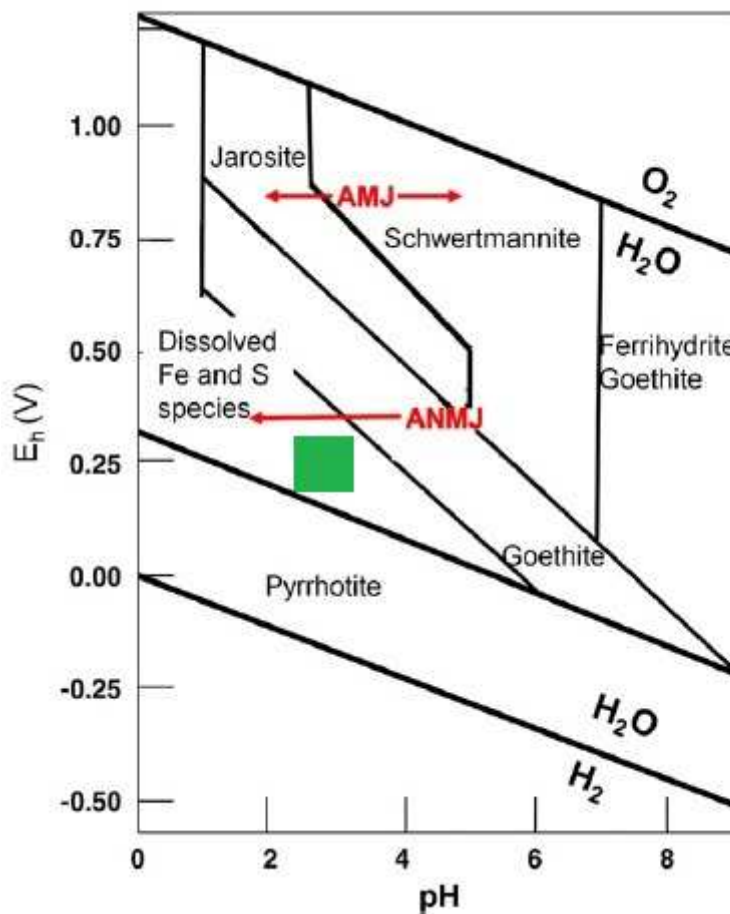 1.00
0.75
0.50
0.25
0.00
-0.25
-0.50
Eh (V)
Jarosite
AMJ
Schwertmannite
O2
H2O
Dissolved
Fe and S
species
Ferrihydrite
Goethite
ANMJ
Goethite
Pyrrhotite
H2O
H2
0 2 4 6 8
pH